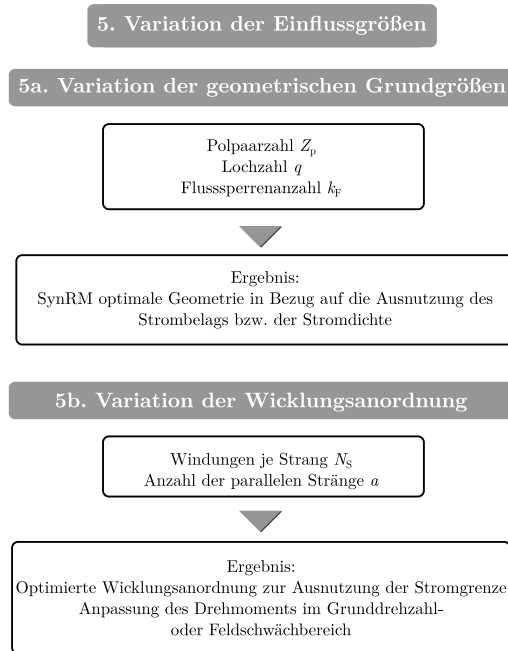 5. Variation der Einflussgrößen
5a. Variation der geometrischen Grundgrößen
Polpaarzahl Zp
Lochzahl q
Flusssperrenanzahl kF
Ergebnis:
SynRM optimale Geometrie in Bezug auf die Ausnutzung des
Strombelags bzw. der Stromdichte
5b. Variation der Wicklungsanordnung
Windungen je Strang NS
Anzahl der parallelen Stränge a
Ergebnis:
Optimierte Wicklungsanordnung zur Ausnutzung der Stromgrenze
Anpassung des Drehmoments im Grunddrehzahl-
oder Feldschwächbereich